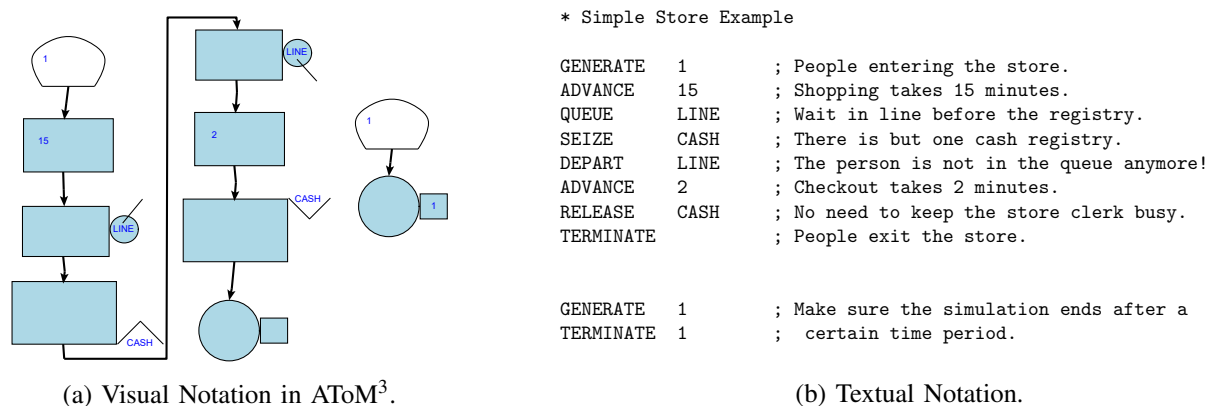 1
15
LINE
CASH
LINE
2
CASH
1
1
(a) Visual Notation in AToM³.
* Simple Store Example
GENERATE 1 ; People entering the store.
ADVANCE 15 ; Shopping takes 15 minutes.
QUEUE LINE ; Wait in line before the registry.
SEIZE CASH ; There is but one cash registry.
DEPART LINE ; The person is not in the queue anymore!
ADVANCE 2 ; Checkout takes 2 minutes.
RELEASE CASH ; No need to keep the store clerk busy.
TERMINATE ; People exit the store.
GENERATE 1 ; Make sure the simulation ends after a
TERMINATE 1 ; certain time period.
(b) Textual Notation.